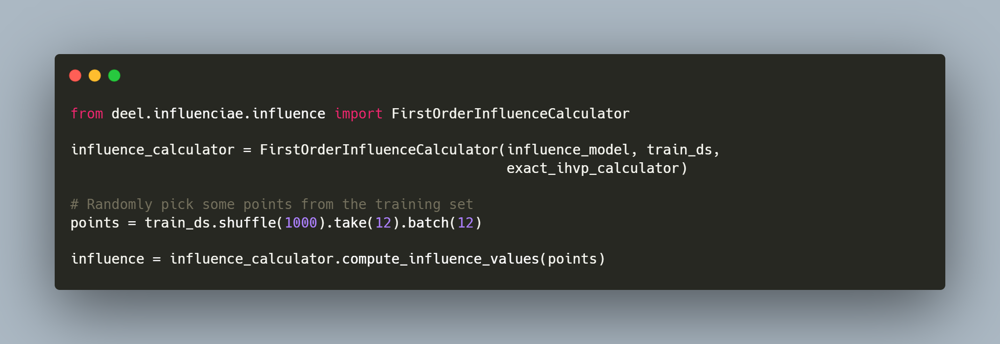 from deel.influenciae.influence import FirstOrderInfluenceCalculator
influence_calculator = FirstOrderInfluenceCalculator(influence_model, train_ds,
exact_ihvp_calculator)
# Randomly pick some points from the training set
points = train_ds.shuffle(1000).take(12).batch(12)
influence = influence_calculator.compute_influence_values(points)